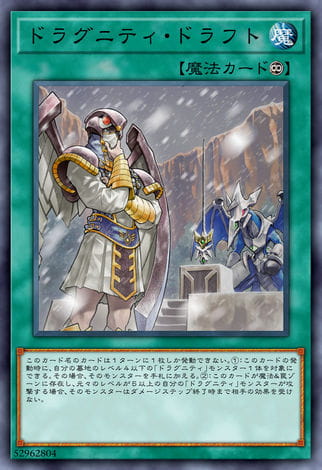 ドラグニティ・ドラフト 魔
【魔法カード】
このカード名のカードは1ターンに1枚しか発動できない。①:このカードの発
動時に、自分の墓地のレベル4以下の「ドラグニティ」モンスター1体を対象に
できる。その場合、そのモンスターを手札に加える。②:このカードが魔法&罠ゾ
ーンに存在し、元々のレベルが5以上の自分の「ドラグニティ」モンスターが攻
撃する場合、そのモンスターはダメージステップ終了時まで相手の効果を受け
ない。
52962804